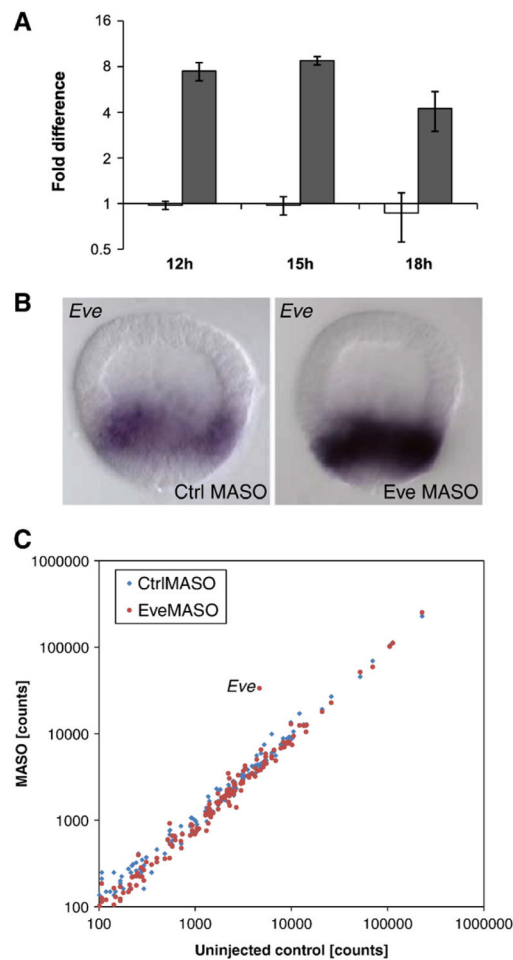 A
Fold difference
16
8
4
2
1
0.5
12h
15h
18h
B
Eve
Ctrl MASO
Eve
Eve MASO
C
MASO [counts]
1000000
100000
10000
1000
100
CtrlMASO
EveMASO
Eve
100
1000
10000
100000
1000000
Uninjected control [counts]